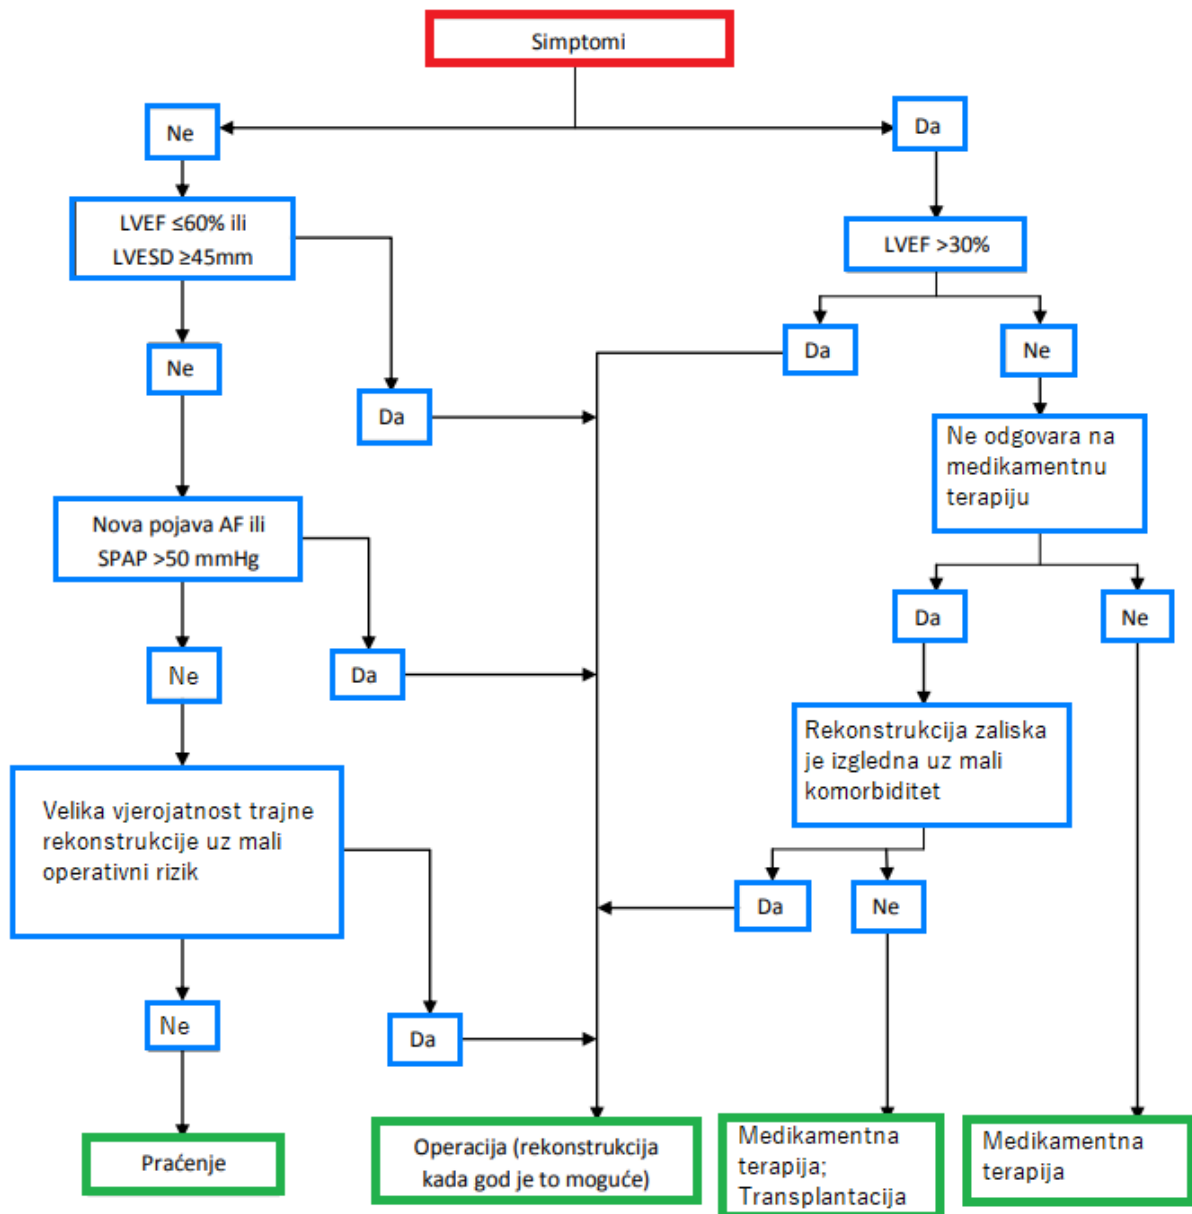 Simptomi
Ne
Da
LVEF ≤60% ili
LVESD ≥45mm
LVEF >30%
Ne
Da
Da
Ne
Ne odgovara na
medikamentnu
terapiju
Nova pojava AF ili
SPAP >50 mmHg
Ne
Da
Da
Ne
Rekonstrukcija zaliska
je izgledna uz mali
komorbiditet
Velika vjerojatnost trajne
rekonstrukcije uz mali
operativni rizik
Da
Ne
Ne
Da
Praćenje
Operacija (rekonstrukcija
kada god je to moguće)
Medikamentna
terapija;
Transplantacija
Medikamentna
terapija